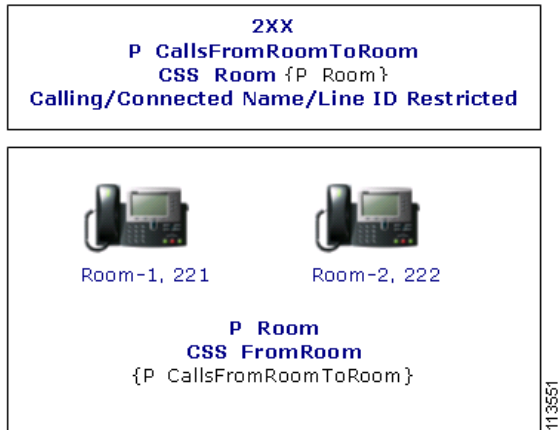 2XX
P CallsFromRoomToRoom
CSS Room {P Room}
Calling/Connected Name/Line ID Restricted
Room-1, 221
Room-2, 222
P Room
CSS FromRoom
{P CallsFromRoomToRoom}
113551